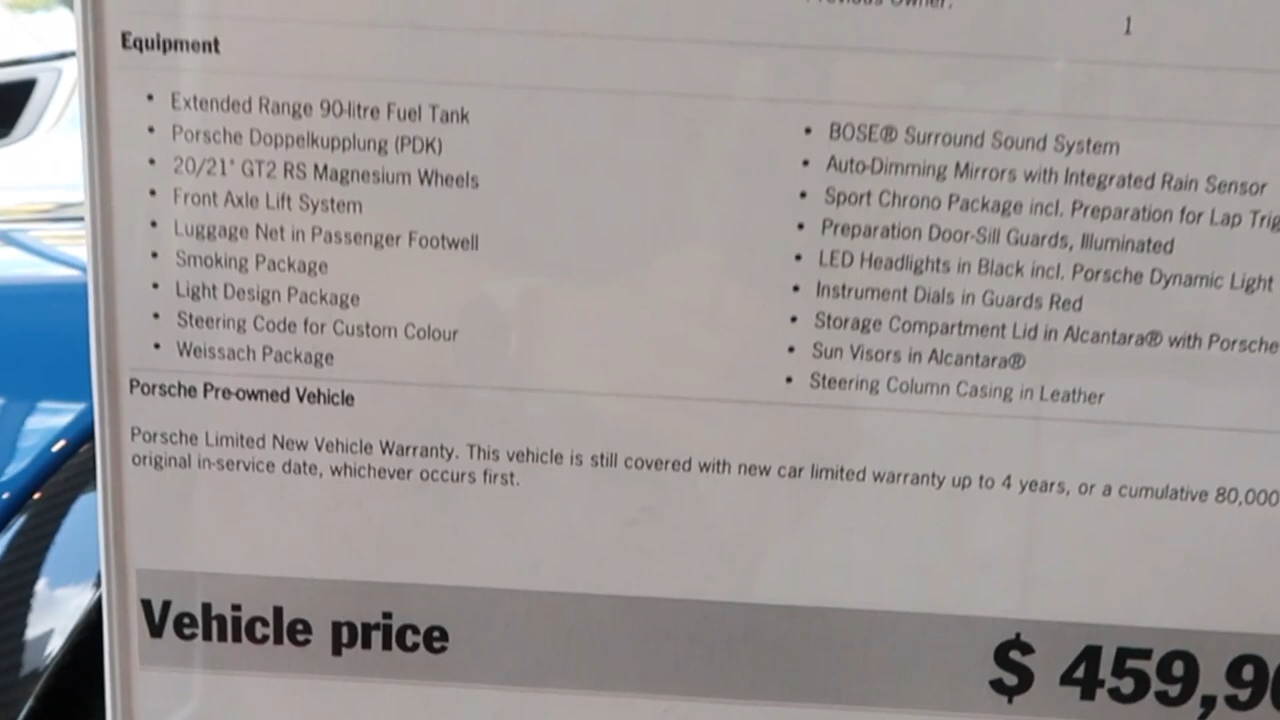 Previous Owner:
1
Equipment
• Extended Range 90-litre Fuel Tank
• Porsche Doppelkupplung (PDK)
• 20/21" GT2 RS Magnesium Wheels
• Front Axle Lift System
• Luggage Net in Passenger Footwell
• Smoking Package
• Light Design Package
• Steering Code for Custom Colour
• Weissach Package
• BOSE® Surround Sound System
• Auto-Dimming Mirrors with Integrated Rain Sensor
• Sport Chrono Package incl. Preparation for Lap Trig
• Preparation Door-Sill Guards, Illuminated
• LED Headlights in Black incl. Porsche Dynamic Light
• Instrument Dials in Guards Red
• Storage Compartment Lid in Alcantara® with Porsche
• Sun Visors in Alcantara®
• Steering Column Casing in Leather
Porsche Pre-owned Vehicle
Porsche Limited New Vehicle Warranty. This vehicle is still covered with new car limited warranty up to 4 years, or a cumulative 80,000
original in-service date, whichever occurs first.
Vehicle price
$ 459,9